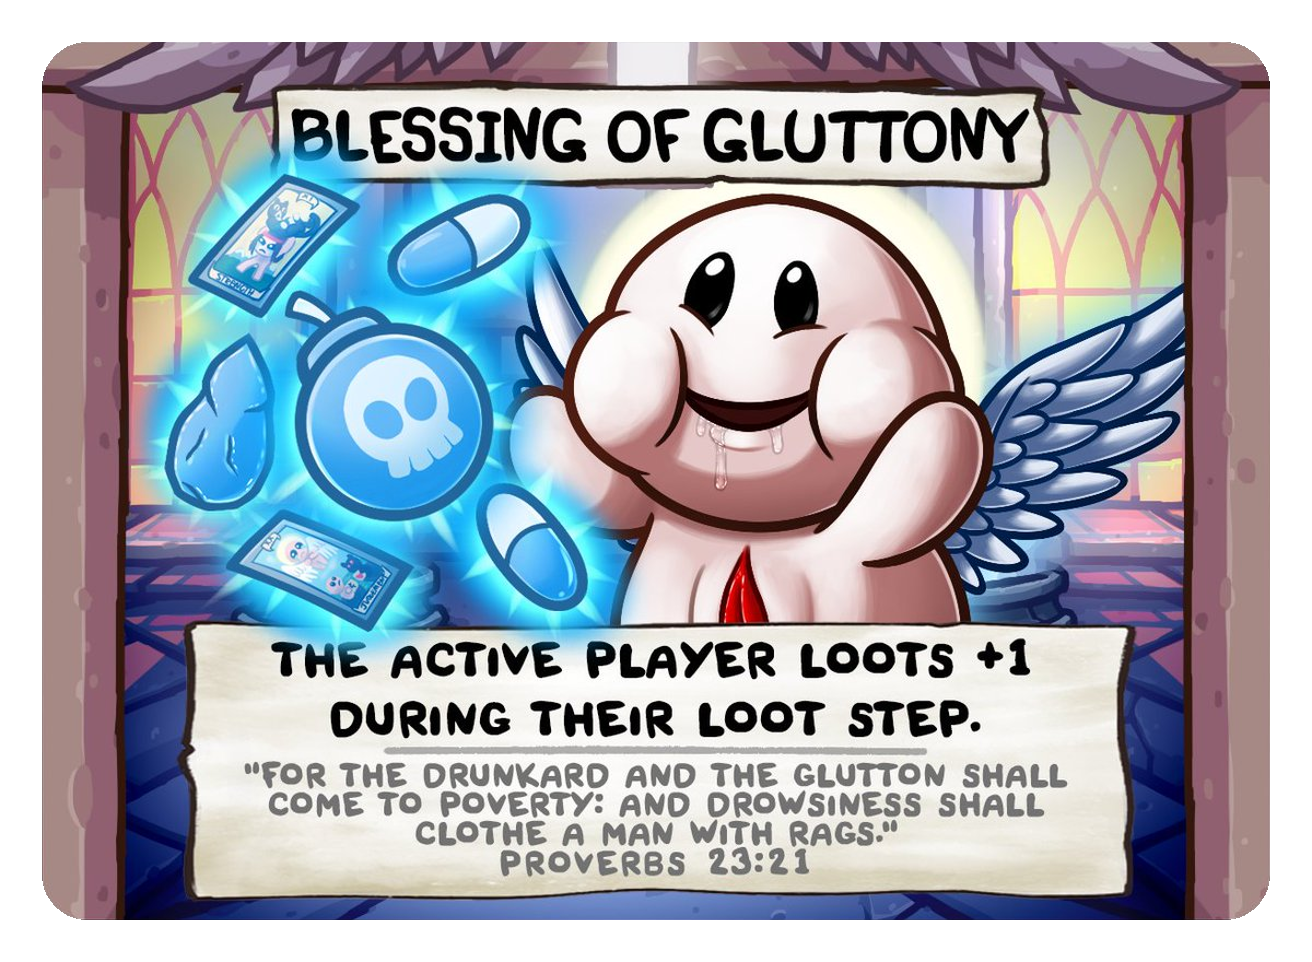 BLESSING OF GLUTTONY
STRENGTH
THE ACTIVE PLAYER LOOTS +1
DURING THEIR LOOT STEP.
"FOR THE DRUNKARD AND THE GLUTTON SHALL
COME TO POVERTY: AND DROWSINESS SHALL
CLOTHE A MAN WITH RAGS."
PROVERBS 23:21